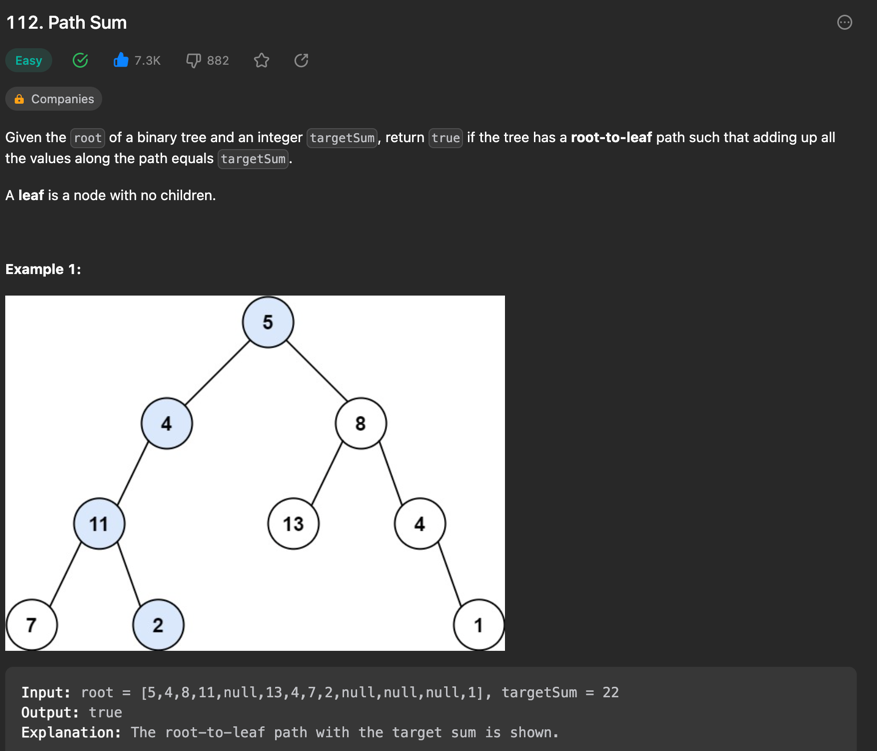 112. Path Sum
Easy 7.3K 882
Companies
Given the root of a binary tree and an integer targetSum, return true if the tree has a root-to-leaf path such that adding up all
the values along the path equals targetSum.
A leaf is a node with no children.
Example 1:
5
4 8
11 13 4
7 2 1
Input: root = [5,4,8,11,null,13,4,7,2,null,null,null,1], targetSum = 22
Output: true
Explanation: The root-to-leaf path with the target sum is shown.